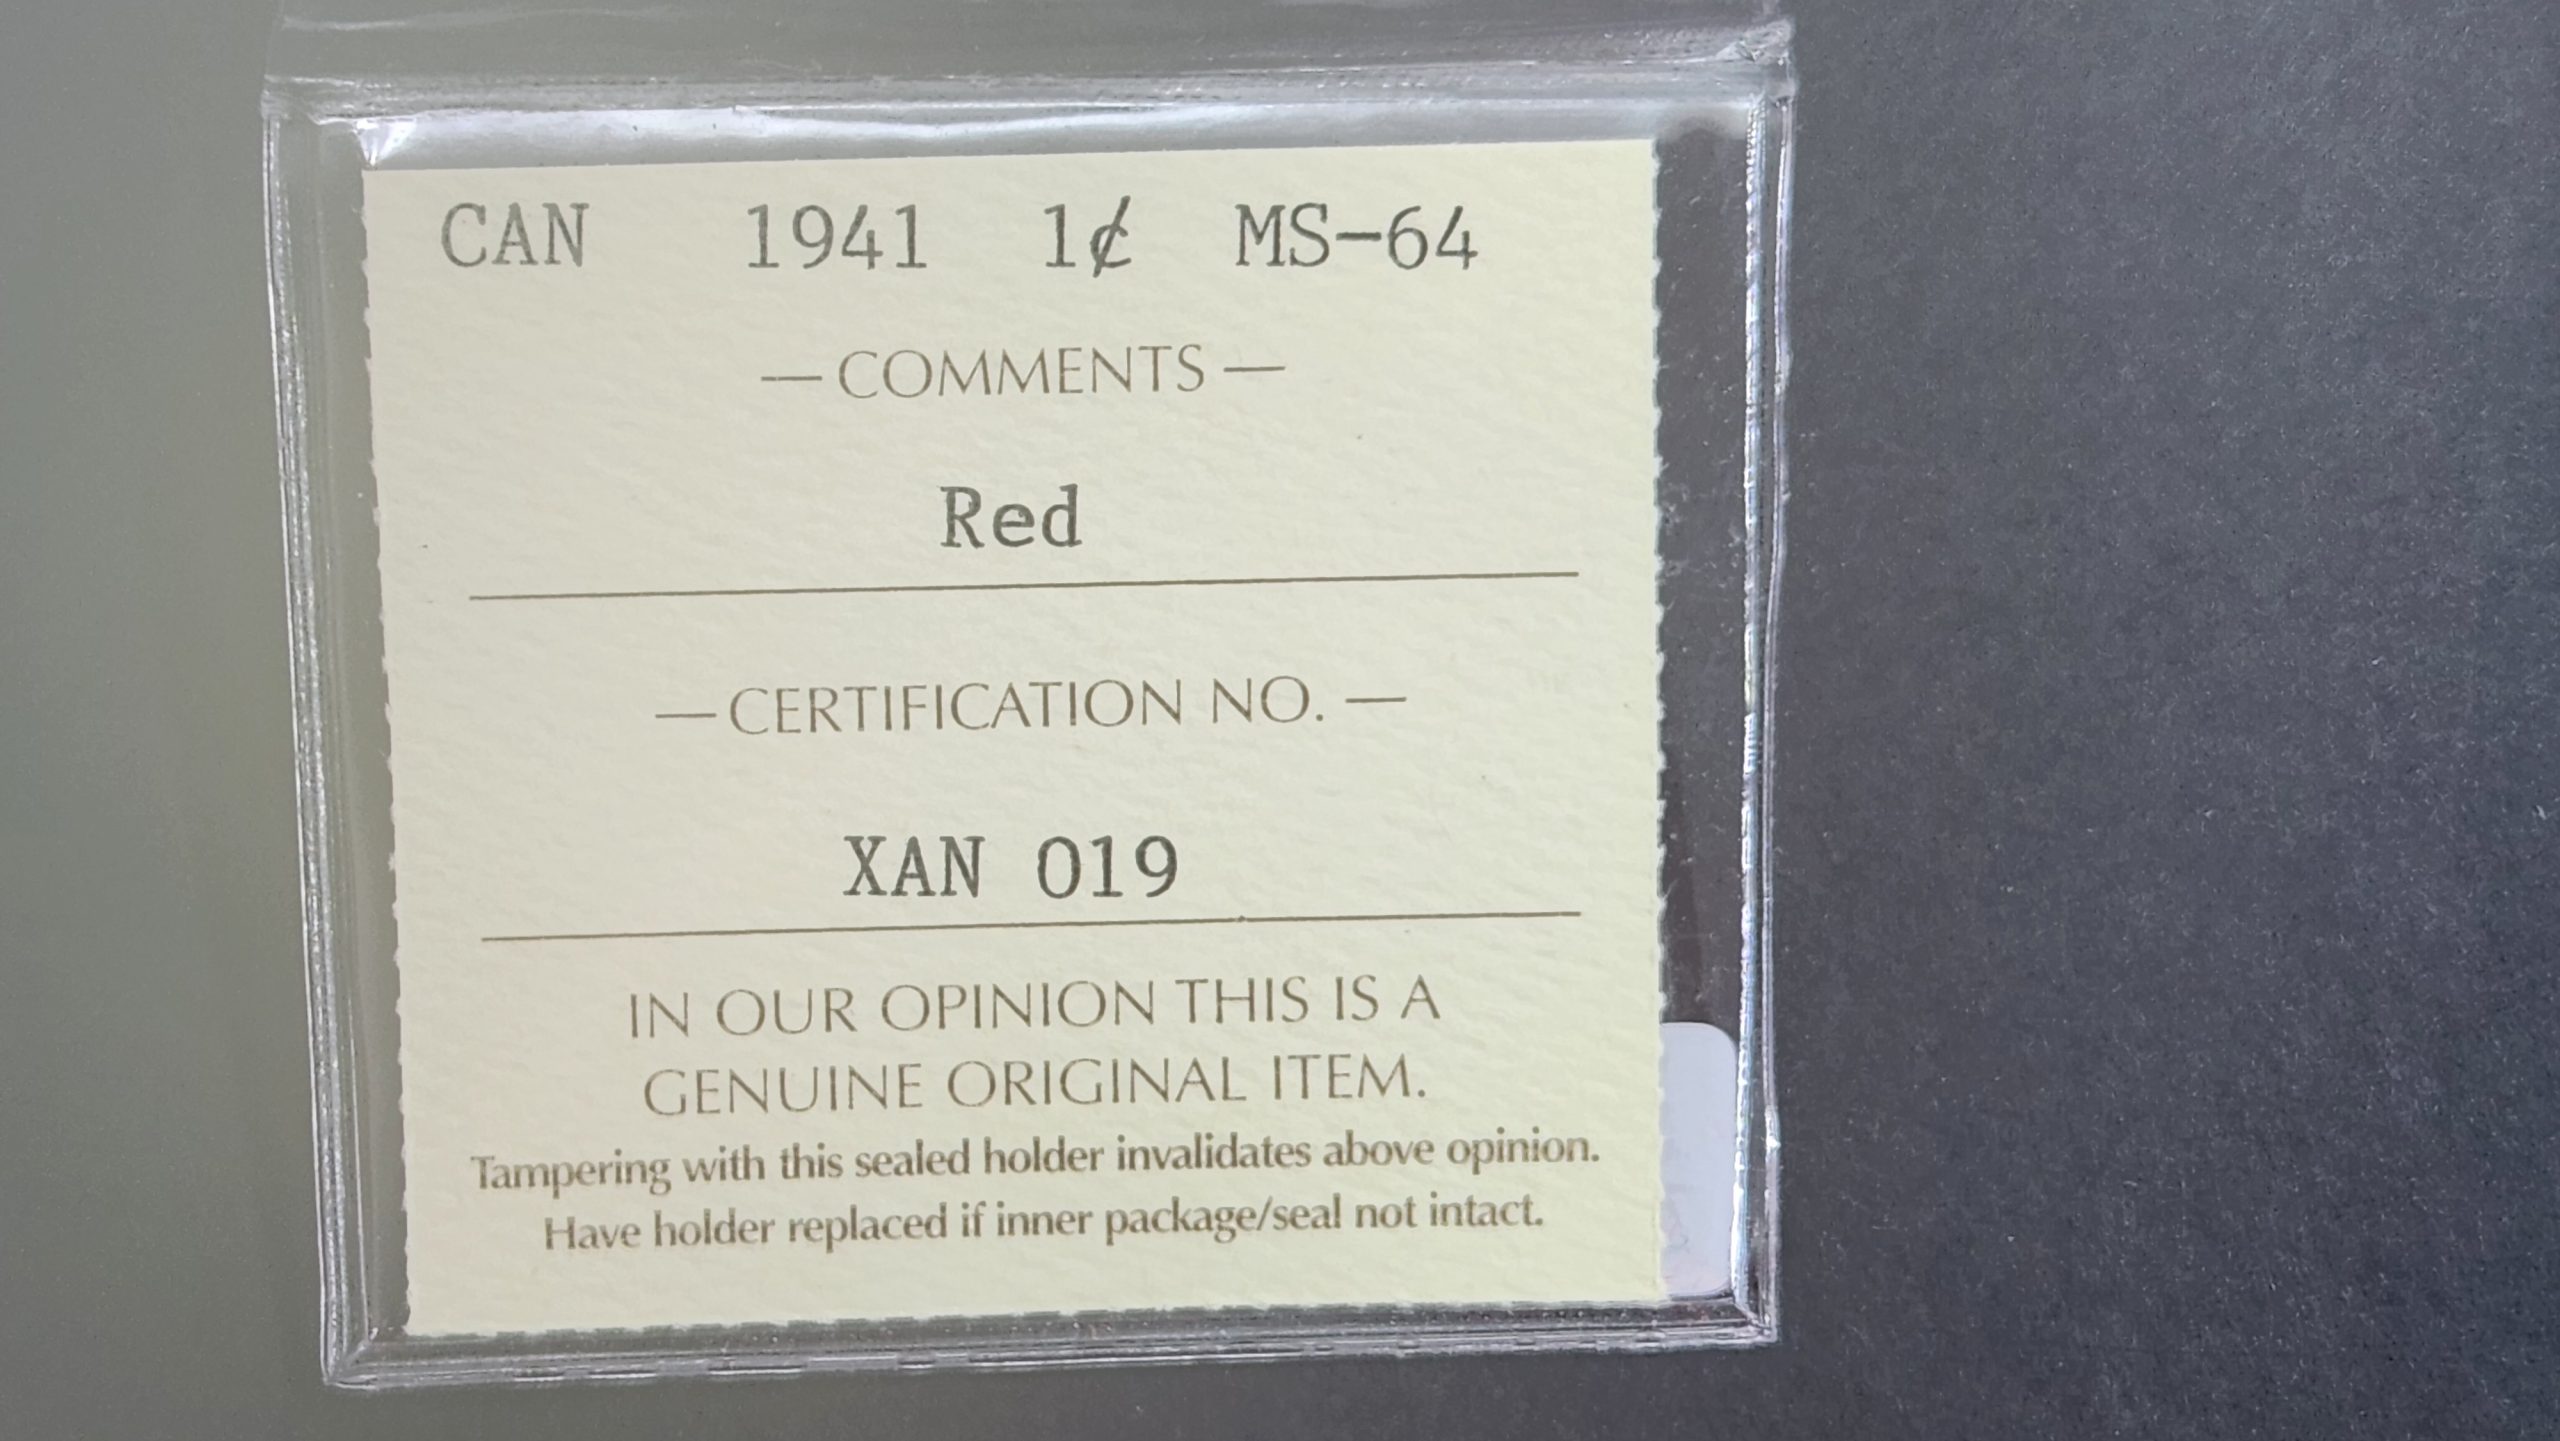 CAN 1941 1¢ MS-64
— COMMENTS —
Red
— CERTIFICATION NO. —
XAN 019
IN OUR OPINION THIS IS A
GENUINE ORIGINAL ITEM.
Tampering with this sealed holder invalidates above opinion.
Have holder replaced if inner package/seal not intact.